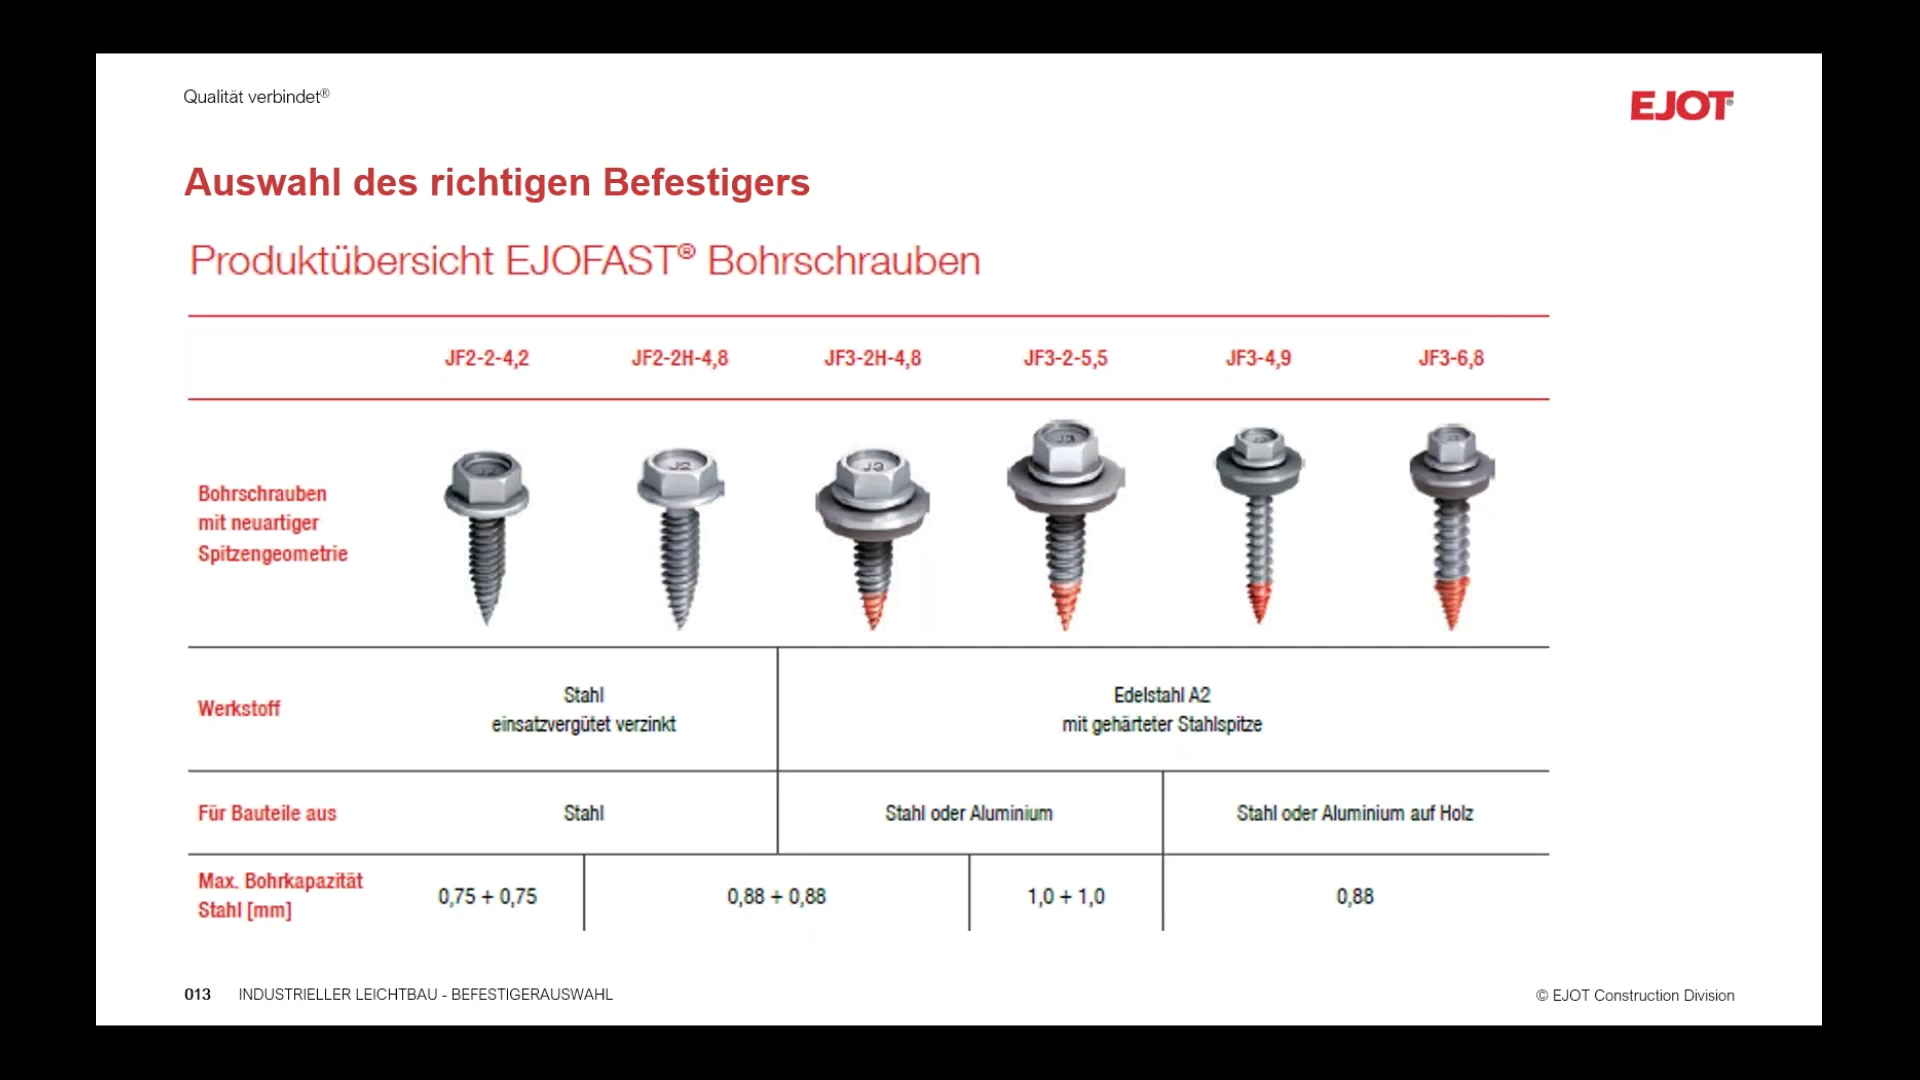 Qualität verbindet®
EJOT®
Auswahl des richtigen Befestigers
Produktübersicht EJOFAST® Bohrschrauben
JF2-2-4,2 JF2-2H-4,8 JF3-2H-4,8 JF3-2-5,5 JF3-4,9 JF3-6,8
J2 J3 J3
Bohrschrauben
mit neuartiger
Spitzengeometrie
Werkstoff
Stahl
einsatzvergütet verzinkt
Edelstahl A2
mit gehärteter Stahlspitze
Für Bauteile aus Stahl Stahl oder Aluminium Stahl oder Aluminium auf Holz
Max. Bohrkapazität
Stahl [mm]
0,75 + 0,75 0,88 + 0,88 1,0 + 1,0 0,88
013 INDUSTRIELLER LEICHTBAU - BEFESTIGERAUSWAHL
© EJOT Construction Division